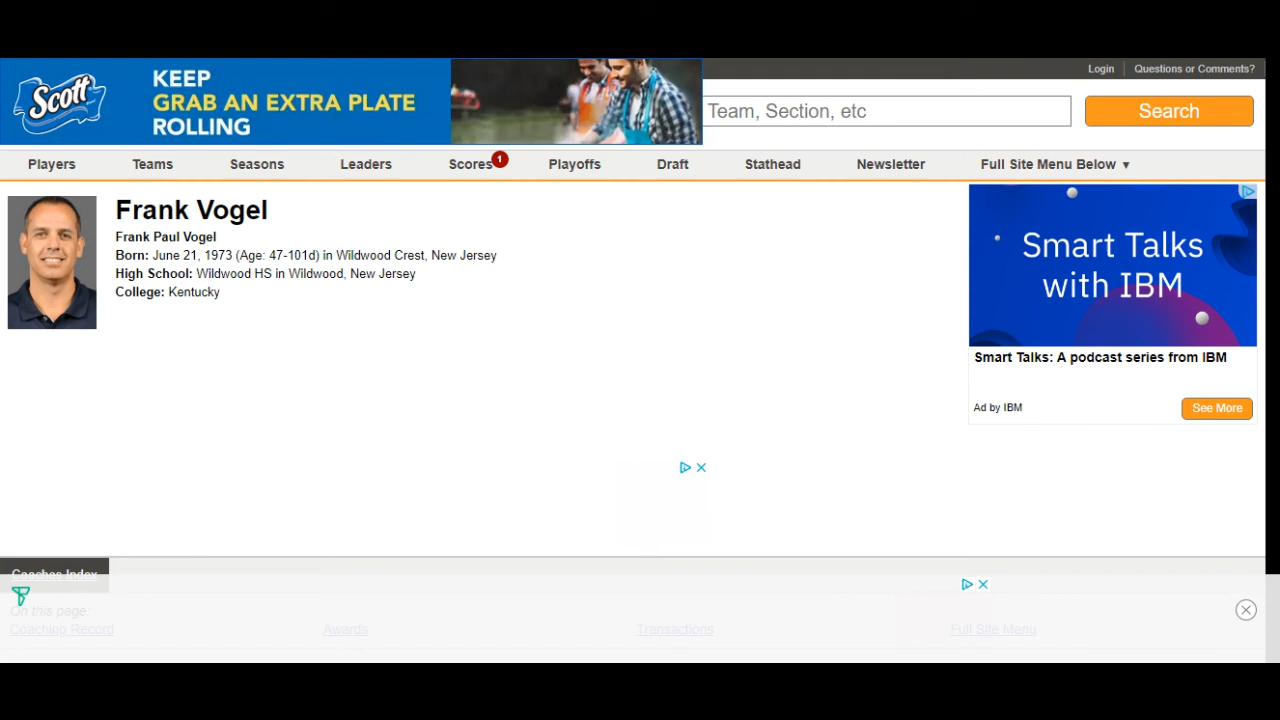 Scott
KEEP
GRAB AN EXTRA PLATE
ROLLING
Login
Questions or Comments?
Team, Section, etc
Search
Players
Teams
Seasons
Leaders
Scores
1
Playoffs
Draft
Stathead
Newsletter
Full Site Menu Below ▼
Frank Vogel
Frank Paul Vogel
Born: June 21, 1973 (Age: 47-101d) in Wildwood Crest, New Jersey
High School: Wildwood HS in Wildwood, New Jersey
College: Kentucky
Smart Talks
with IBM
Smart Talks: A podcast series from IBM
Ad by IBM
See More
Coaches Index
On this page:
Coaching Record
Awards
Transactions
Full Site Menu